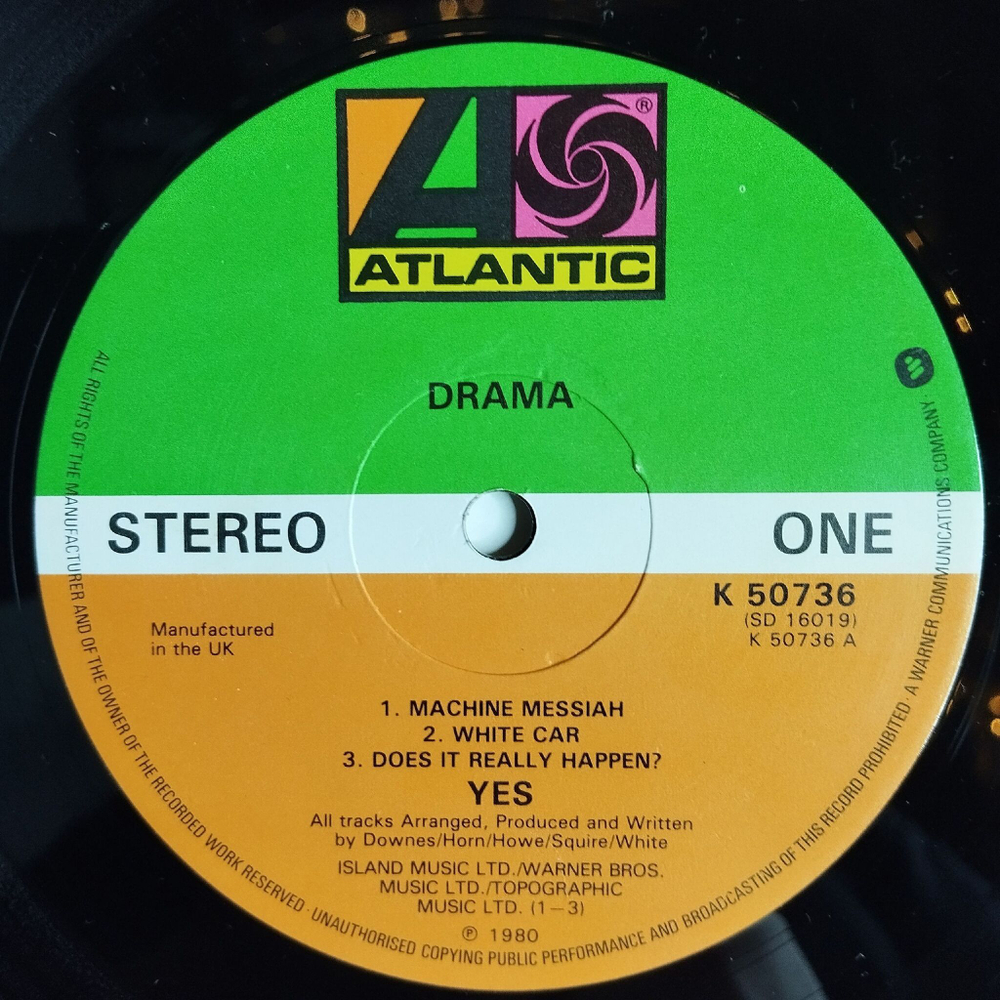 ®
ATLANTIC
DRAMA
STEREO
ONE
K 50736
(SD 16019)
K 50736 A
Manufactured
in the UK
1. MACHINE MESSIAH
2. WHITE CAR
3. DOES IT REALLY HAPPEN?
YES
All tracks Arranged, Produced and Written
by Downes/Horn/Howe/Squire/White
ISLAND MUSIC LTD./WARNER BROS.
MUSIC LTD./TOPOGRAPHIC
MUSIC LTD. (1—3)
℗ 1980
ALL RIGHTS OF THE MANUFACTURER AND OF THE OWNER OF THE RECORDED WORK RESERVED · UNAUTHORISED COPYING PUBLIC PERFORMANCE AND BROADCASTING OF THIS RECORD PROHIBITED · A WARNER COMMUNICATIONS COMPANY